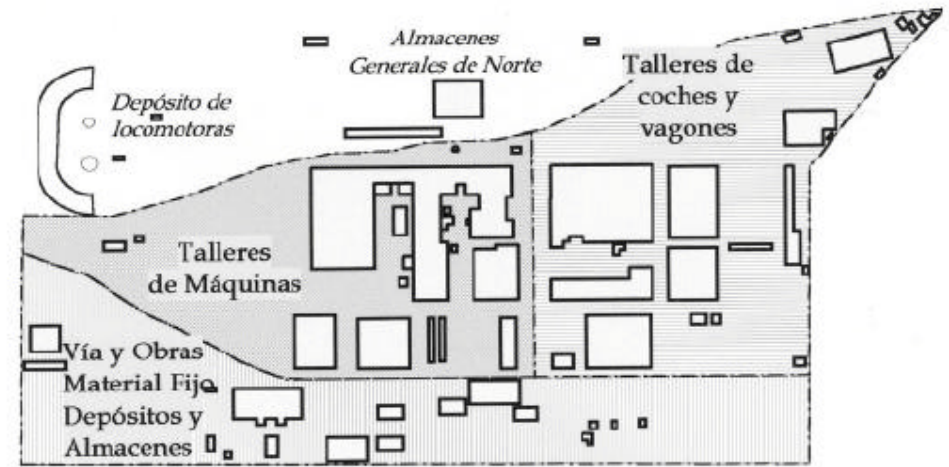 Almacenes
Generales de Norte
Depósito de
locomotoras
Talleres de
coches y
vagones
Talleres
de Máquinas
Vía y Obras
Material Fijo
Depósitos y
Almacenes